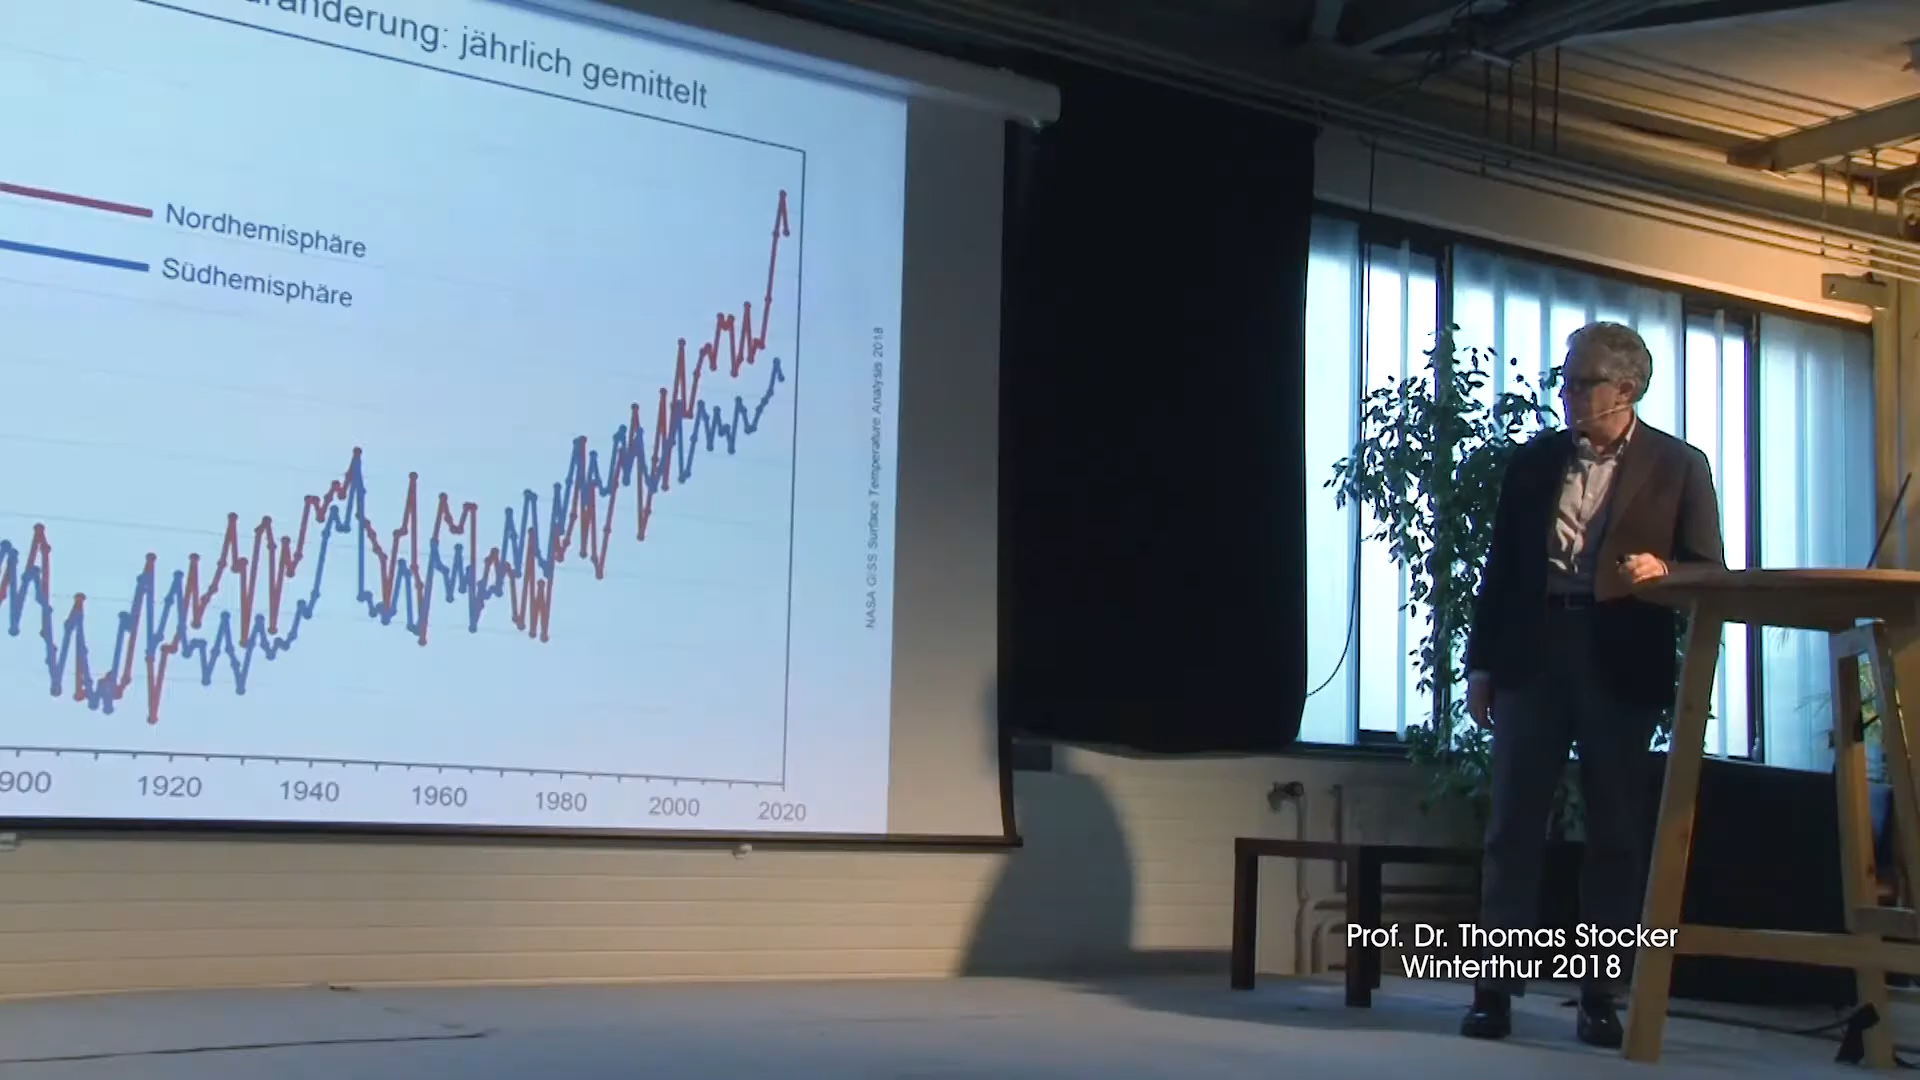 änderung: jährlich gemittelt
Nordhemisphäre
Südhemisphäre
NASA GISS Surface Temperature Analysis 2018
900 1920 1940 1960 1980 2000 2020
Prof. Dr. Thomas Stocker
Winterthur 2018